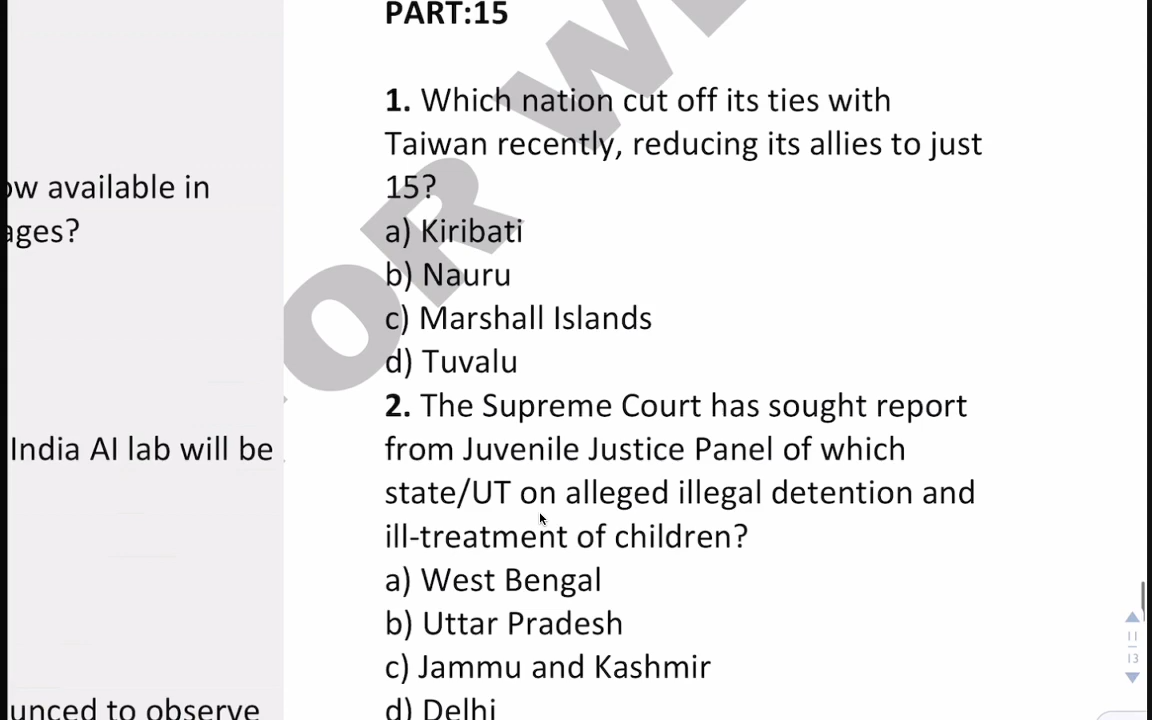 PART:15
1. Which nation cut off its ties with
Taiwan recently, reducing its allies to just
15?
a) Kiribati
b) Nauru
c) Marshall Islands
d) Tuvalu
2. The Supreme Court has sought report
from Juvenile Justice Panel of which
state/UT on alleged illegal detention and
ill-treatment of children?
a) West Bengal
b) Uttar Pradesh
c) Jammu and Kashmir
d) Delhi
available in
India AI lab will be
to observe
OR
11
13